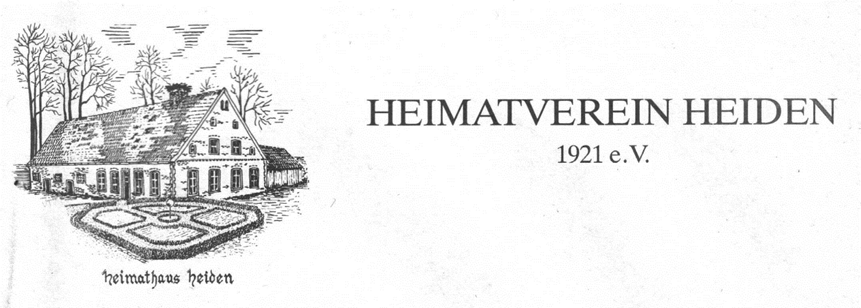 HEIMATVEREIN HEIDEN
1921 e. V.
heimathaus heiden